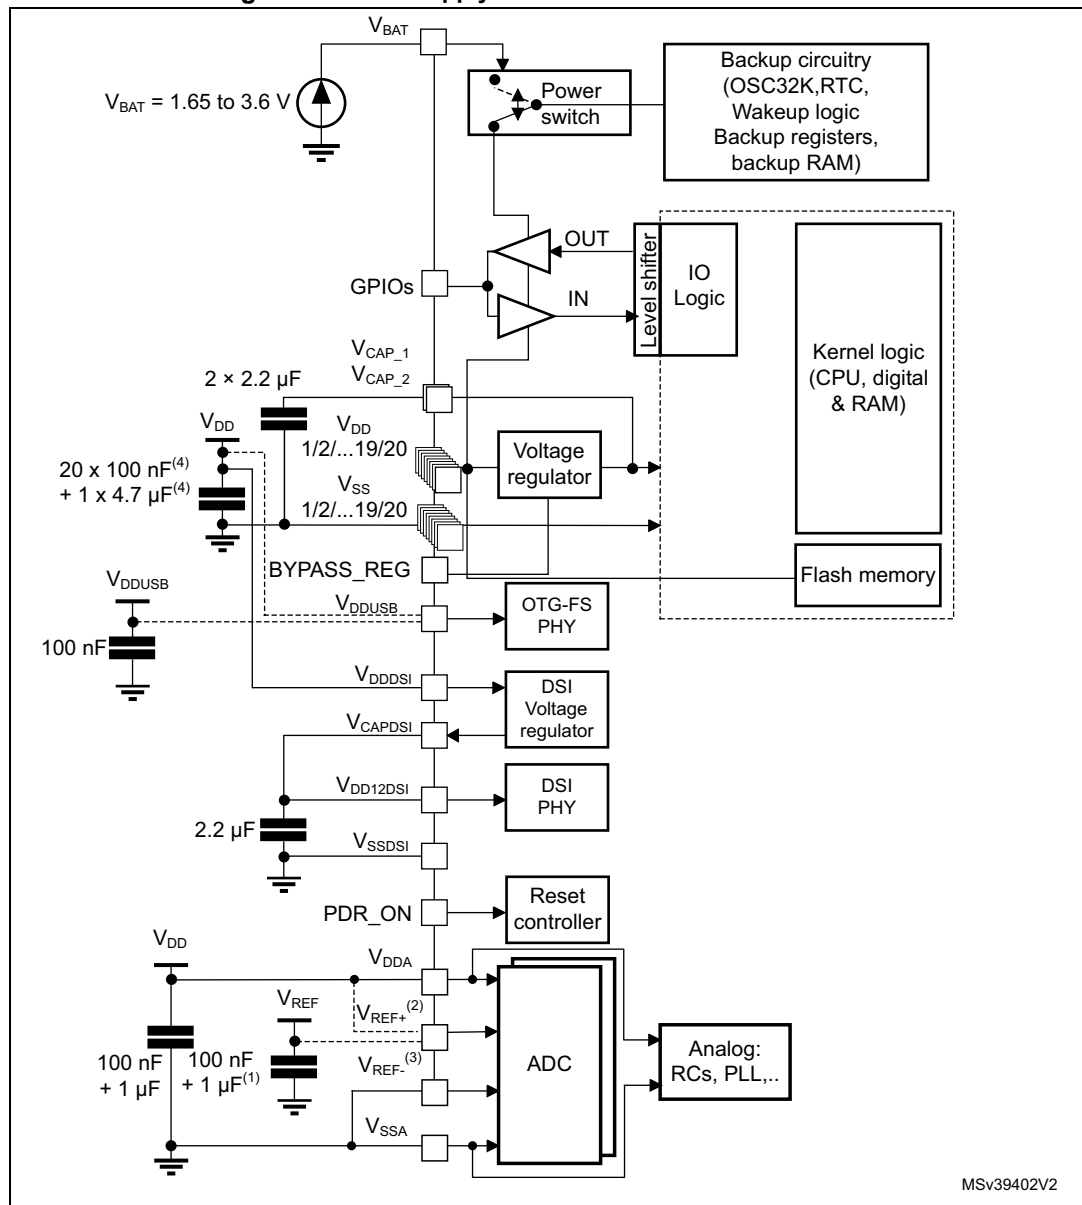 V_BAT
V_BAT = 1.65 to 3.6 V
Power
switch
Backup circuitry
(OSC32K,RTC,
Wakeup logic
Backup registers,
backup RAM)
GPIOs
OUT
IN
Level shifter
IO
Logic
Kernel logic
(CPU, digital
& RAM)
V_CAP_1
V_CAP_2
2 × 2.2 µF
V_DD
V_DD
1/2/...19/20
20 x 100 nF(4)
+ 1 x 4.7 µF(4)
Voltage
regulator
V_SS
1/2/...19/20
BYPASS_REG
Flash memory
V_DDUSB
V_DDUSB
100 nF
OTG-FS
PHY
V_DDDSI
DSI
Voltage
regulator
V_CAPDSI
V_DD12DSI
DSI
PHY
2.2 µF
V_SSDSI
PDR_ON
Reset
controller
V_DD
V_DDA
V_REF
V_REF+(2)
V_REF-(3)
100 nF
+ 1 µF
100 nF
+ 1 µF(1)
ADC
Analog:
RCs, PLL,..
V_SSA
MSv39402V2